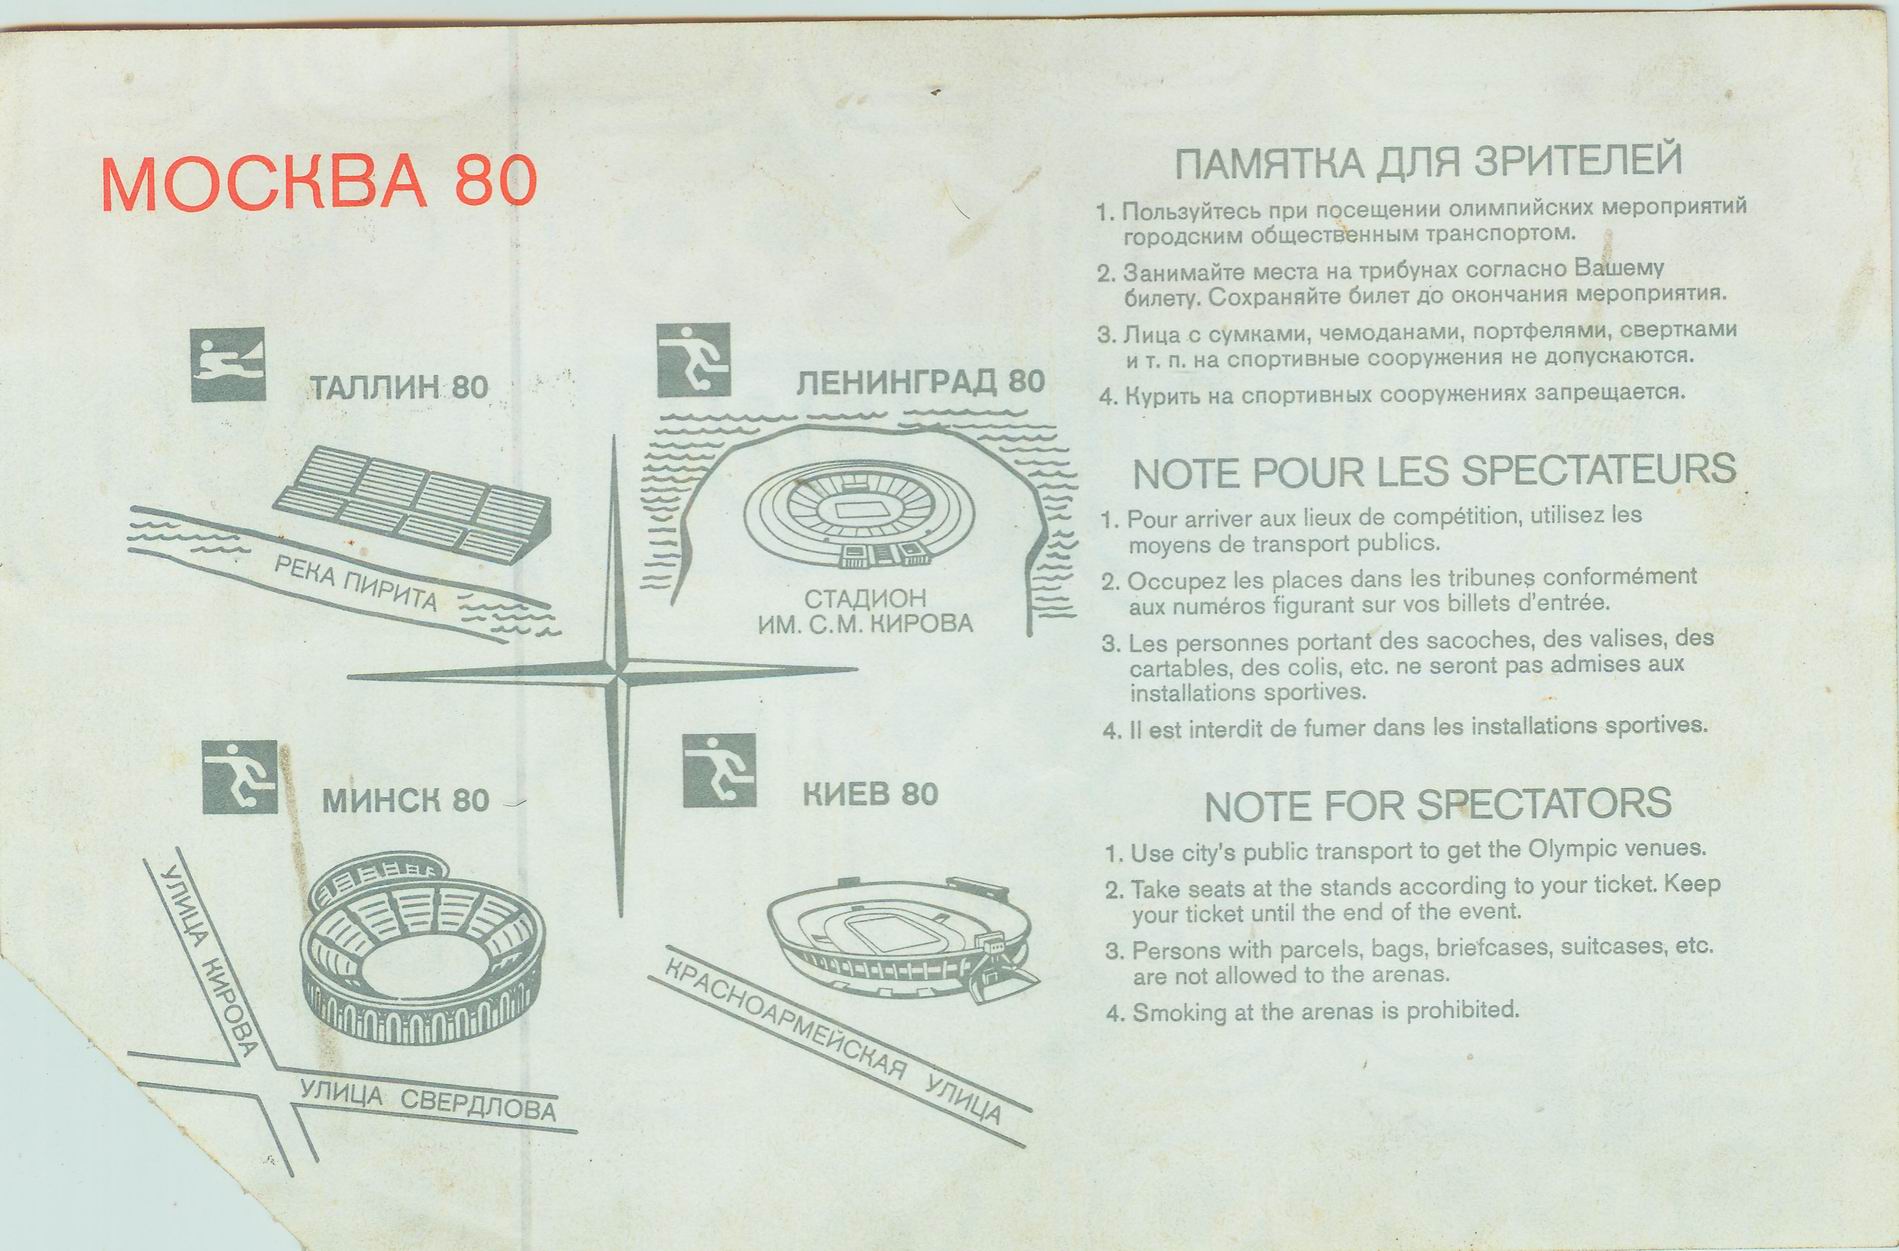 МОСКВА 80
ТАЛЛИН 80
РЕКА ПИРИТА
ЛЕНИНГРАД 80
СТАДИОН
ИМ. С.М. КИРОВА
МИНСК 80
УЛИЦА КИРОВА
УЛИЦА СВЕРДЛОВА
КИЕВ 80
КРАСНОАРМЕЙСКАЯ УЛИЦА
ПАМЯТКА ДЛЯ ЗРИТЕЛЕЙ
1. Пользуйтесь при посещении олимпийских мероприятий
городским общественным транспортом.
2. Занимайте места на трибунах согласно Вашему
билету. Сохраняйте билет до окончания мероприятия.
3. Лица с сумками, чемоданами, портфелями, свертками
и т. п. на спортивные сооружения не допускаются.
4. Курить на спортивных сооружениях запрещается.
NOTE POUR LES SPECTATEURS
1. Pour arriver aux lieux de compétition, utilisez les
moyens de transport publics.
2. Occupez les places dans les tribunes conformément
aux numéros figurant sur vos billets d'entrée.
3. Les personnes portant des sacoches, des valises, des
cartables, des colis, etc. ne seront pas admises aux
installations sportives.
4. Il est interdit de fumer dans les installations sportives.
NOTE FOR SPECTATORS
1. Use city's public transport to get the Olympic venues.
2. Take seats at the stands according to your ticket. Keep
your ticket until the end of the event.
3. Persons with parcels, bags, briefcases, suitcases, etc.
are not allowed to the arenas.
4. Smoking at the arenas is prohibited.